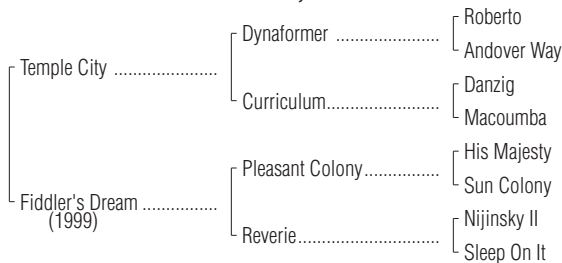 Roberto
Dynaformer ..................
Andover Way
Temple City ..................
Danzig
Curriculum....................
Macoumba
His Majesty
Pleasant Colony.............
Sun Colony
Fiddler's Dream .............
(1999)
Nijinsky II
Reverie.........................
Sleep On It